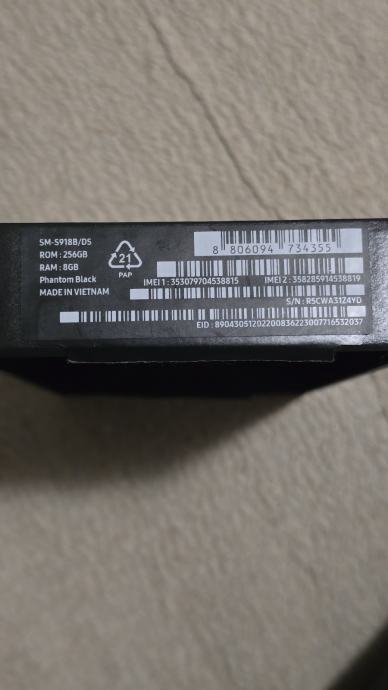 SM-S918B/DS
ROM : 256GB
RAM : 8GB
Phantom Black
MADE IN VIETNAM
21
PAP
8 806094 734355
IMEI 1 : 353079704538815 IMEI 2 : 358285914538819
S/N : R5CWA31Z4YD
EID : 89043051202200836223007716532037